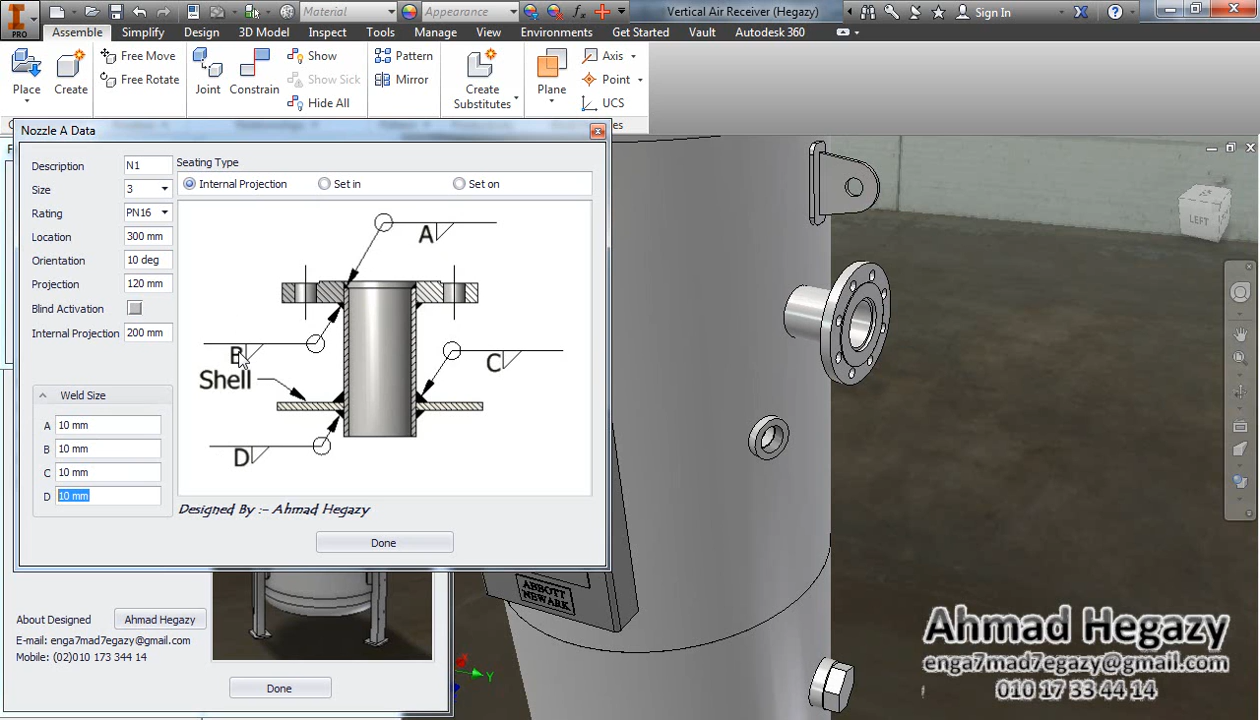 PRO
Material
Appearance
Vertical Air Receiver (Hegazy)
Sign In
Assemble
Simplify
Design
3D Model
Inspect
Tools
Manage
View
Environments
Get Started
Vault
Autodesk 360
Place
Create
Free Move
Free Rotate
Joint
Constrain
Show
Show Sick
Hide All
Pattern
Mirror
Create
Substitutes
Plane
Axis
Point
UCS
Nozzle A Data
Description
N1
Size
3
Rating
PN16
Location
300 mm
Orientation
10 deg
Projection
120 mm
Blind Activation
Internal Projection
200 mm
Seating Type
Internal Projection
Set in
Set on
A
B
C
Shell
D
Weld Size
A 10 mm
B 10 mm
C 10 mm
D 10 mm
Designed By :- Ahmad Hegazy
Done
LEFT
ABBOTT
NEWARK
About Designed
Ahmad Hegazy
E-mail: enga7mad7egazy@gmail.com
Mobile: (02)010 173 344 14
Done
Y
Ahmad Hegazy
enga7mad7egazy@gmail.com
010 17 33 44 14